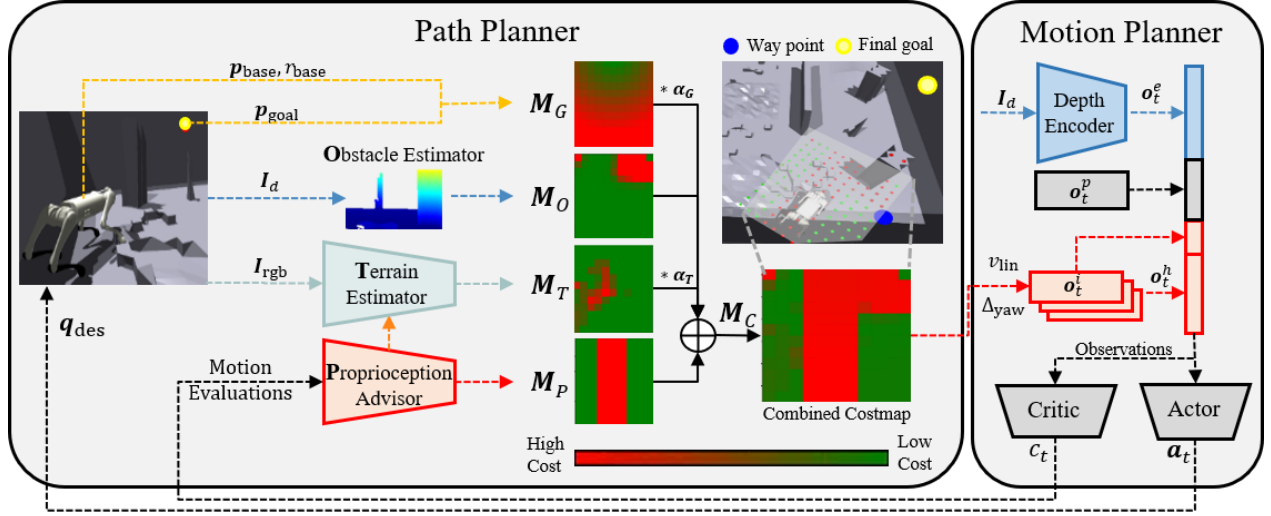 Path Planner
Motion Planner
Way point
Final goal
p_base, r_base
p_goal
M_G
* α_G
Obstacle Estimator
I_d
M_O
I_rgb
Terrain
Estimator
M_T
* α_T
q_des
Motion
Evaluations
Proprioception
Advisor
M_P
M_C
Combined Costmap
High
Cost
Low
Cost
I_d
Depth
Encoder
o_t^e
o_t^p
v_lin
Δ_yaw
o_t^i
o_t^h
Observations
Critic
Actor
c_t
a_t